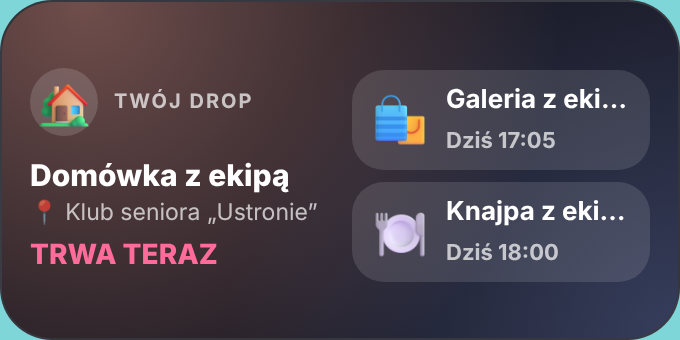 TWÓJ DROP
Domówka z ekipą
Klub seniora „Ustronie”
TRWA TERAZ
Galeria z eki...
Dziś 17:05
Knajpa z eki...
Dziś 18:00